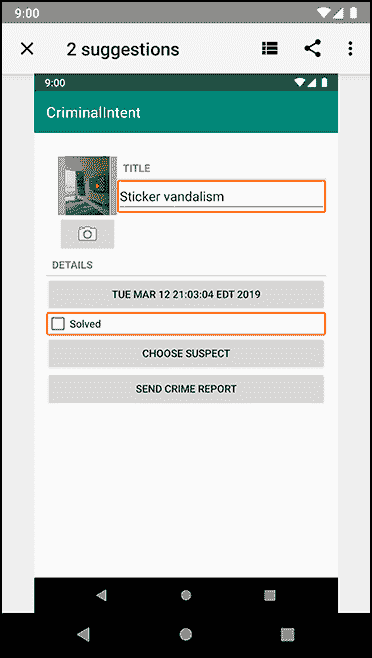 9:00
2 suggestions
9:00
CriminalIntent
TITLE
Sticker vandalism
DETAILS
TUE MAR 12 21:03:04 EDT 2019
Solved
CHOOSE SUSPECT
SEND CRIME REPORT